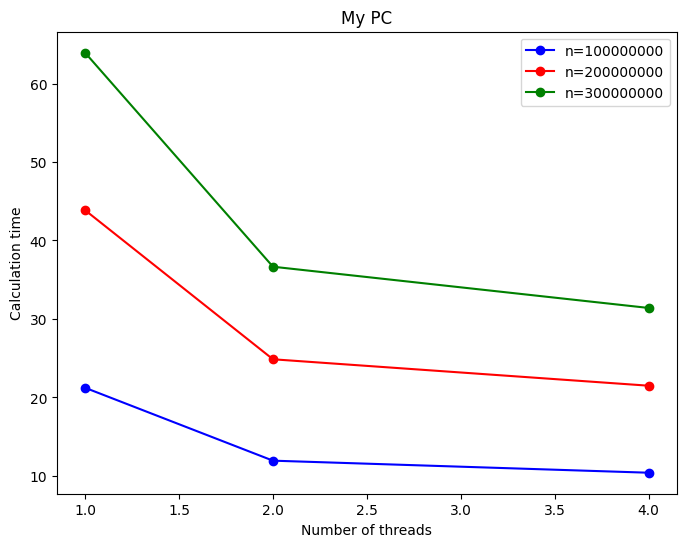 My PC
n=100000000
n=200000000
n=300000000
Calculation time
60
50
40
30
20
10
1.0 1.5 2.0 2.5 3.0 3.5 4.0
Number of threads